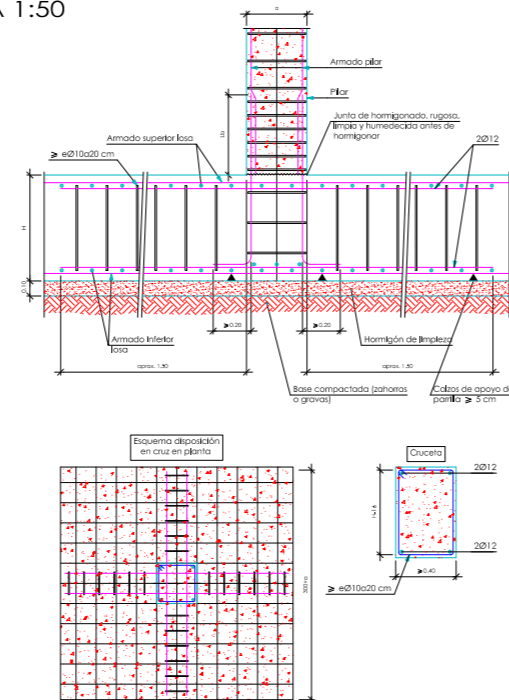 A 1:50
Armado pilar
Pilar
Junta de hormigonado, rugosa,
limpia y humedecida antes de
hormigonar
Armado superior losa
≥ eØ10a20 cm
2Ø12
H
0,10
≥0,20
≥0,20
Armado inferior
losa
Hormigón de limpieza
aprox. 1,50
aprox. 1,50
Base compactada (zahorras
o gravas)
Calzos de apoyo de
parrilla ≥ 5 cm
Esquema disposición
en cruz en planta
Cruceta
2Ø12
2Ø12
≥0,40
≥ eØ10a20 cm